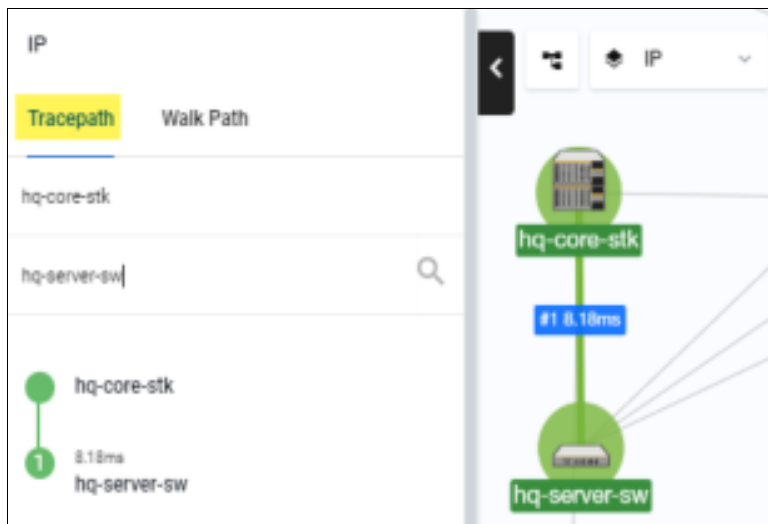 IP
Tracepath
Walk Path
hq-core-stk
hq-server-sw
hq-core-stk
1
8.18ms
hq-server-sw
IP
hq-core-stk
#1 8.18ms
hq-server-sw